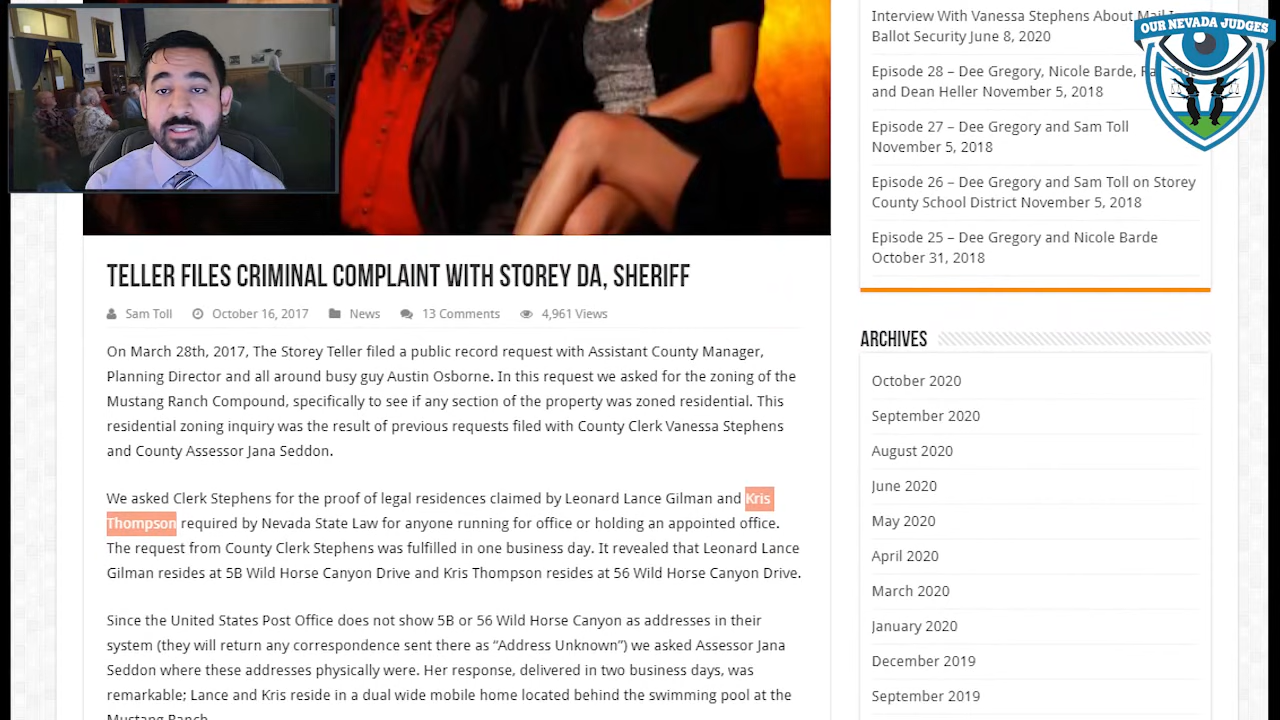 OUR NEVADA JUDGES
TELLER FILES CRIMINAL COMPLAINT WITH STOREY DA, SHERIFF
Sam Toll October 16, 2017 News 13 Comments 4,961 Views
On March 28th, 2017, The Storey Teller filed a public record request with Assistant County Manager,
Planning Director and all around busy guy Austin Osborne. In this request we asked for the zoning of the
Mustang Ranch Compound, specifically to see if any section of the property was zoned residential. This
residential zoning inquiry was the result of previous requests filed with County Clerk Vanessa Stephens
and County Assessor Jana Seddon.
We asked Clerk Stephens for the proof of legal residences claimed by Leonard Lance Gilman and Kris
Thompson required by Nevada State Law for anyone running for office or holding an appointed office.
The request from County Clerk Stephens was fulfilled in one business day. It revealed that Leonard Lance
Gilman resides at 5B Wild Horse Canyon Drive and Kris Thompson resides at 56 Wild Horse Canyon Drive.
Since the United States Post Office does not show 5B or 56 Wild Horse Canyon as addresses in their
system (they will return any correspondence sent there as “Address Unknown”) we asked Assessor Jana
Seddon where these addresses physically were. Her response, delivered in two business days, was
remarkable; Lance and Kris reside in a dual wide mobile home located behind the swimming pool at the
Mustang Ranch
Interview With Vanessa Stephens About Mail
Ballot Security June 8, 2020
Episode 28 – Dee Gregory, Nicole Barde,
and Dean Heller November 5, 2018
Episode 27 – Dee Gregory and Sam Toll
November 5, 2018
Episode 26 – Dee Gregory and Sam Toll on Storey
County School District November 5, 2018
Episode 25 – Dee Gregory and Nicole Barde
October 31, 2018
ARCHIVES
October 2020
September 2020
August 2020
June 2020
May 2020
April 2020
March 2020
January 2020
December 2019
September 2019